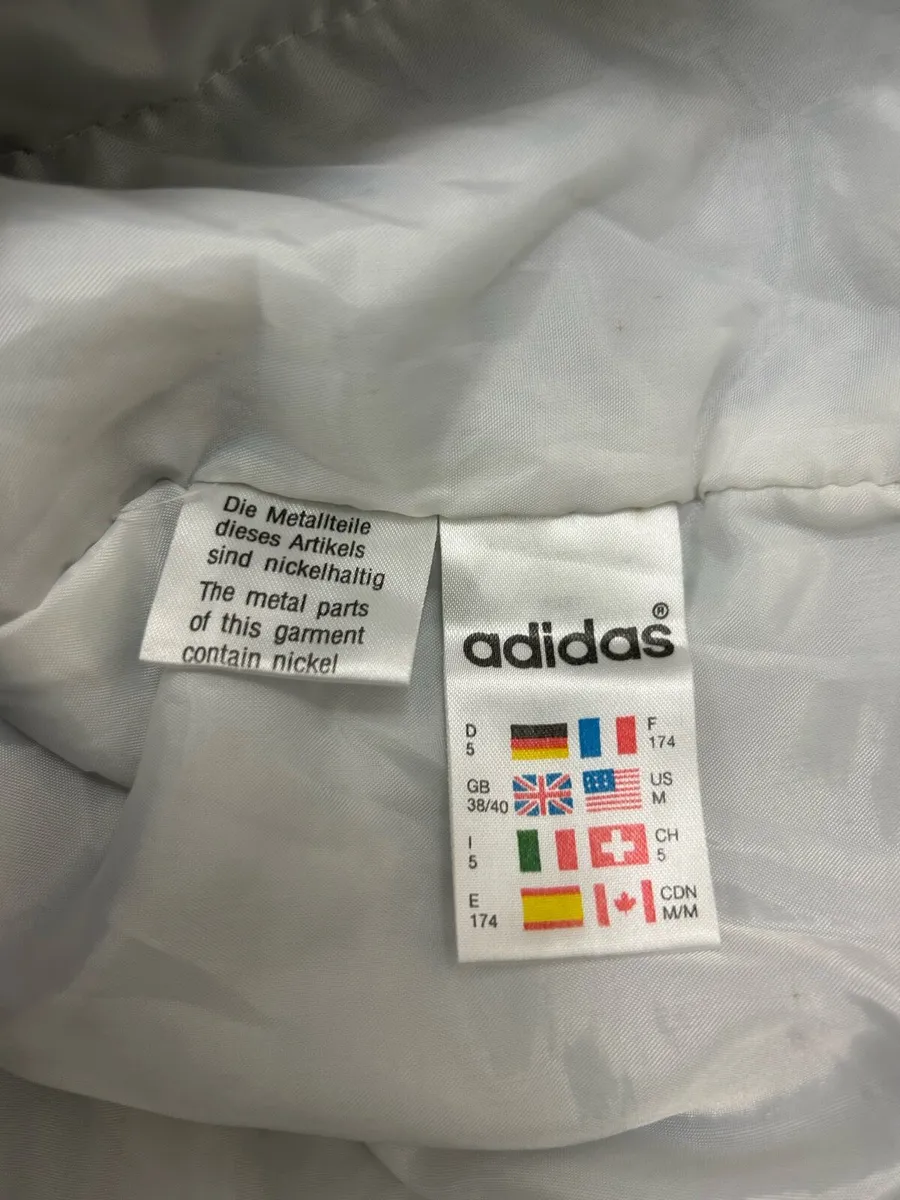 Die Metallteile
dieses Artikels
sind nickelhaltig
The metal parts
of this garment
contain nickel
adidas®
D
5
F
174
GB
38/40
US
M
I
5
CH
5
E
174
CDN
M/M